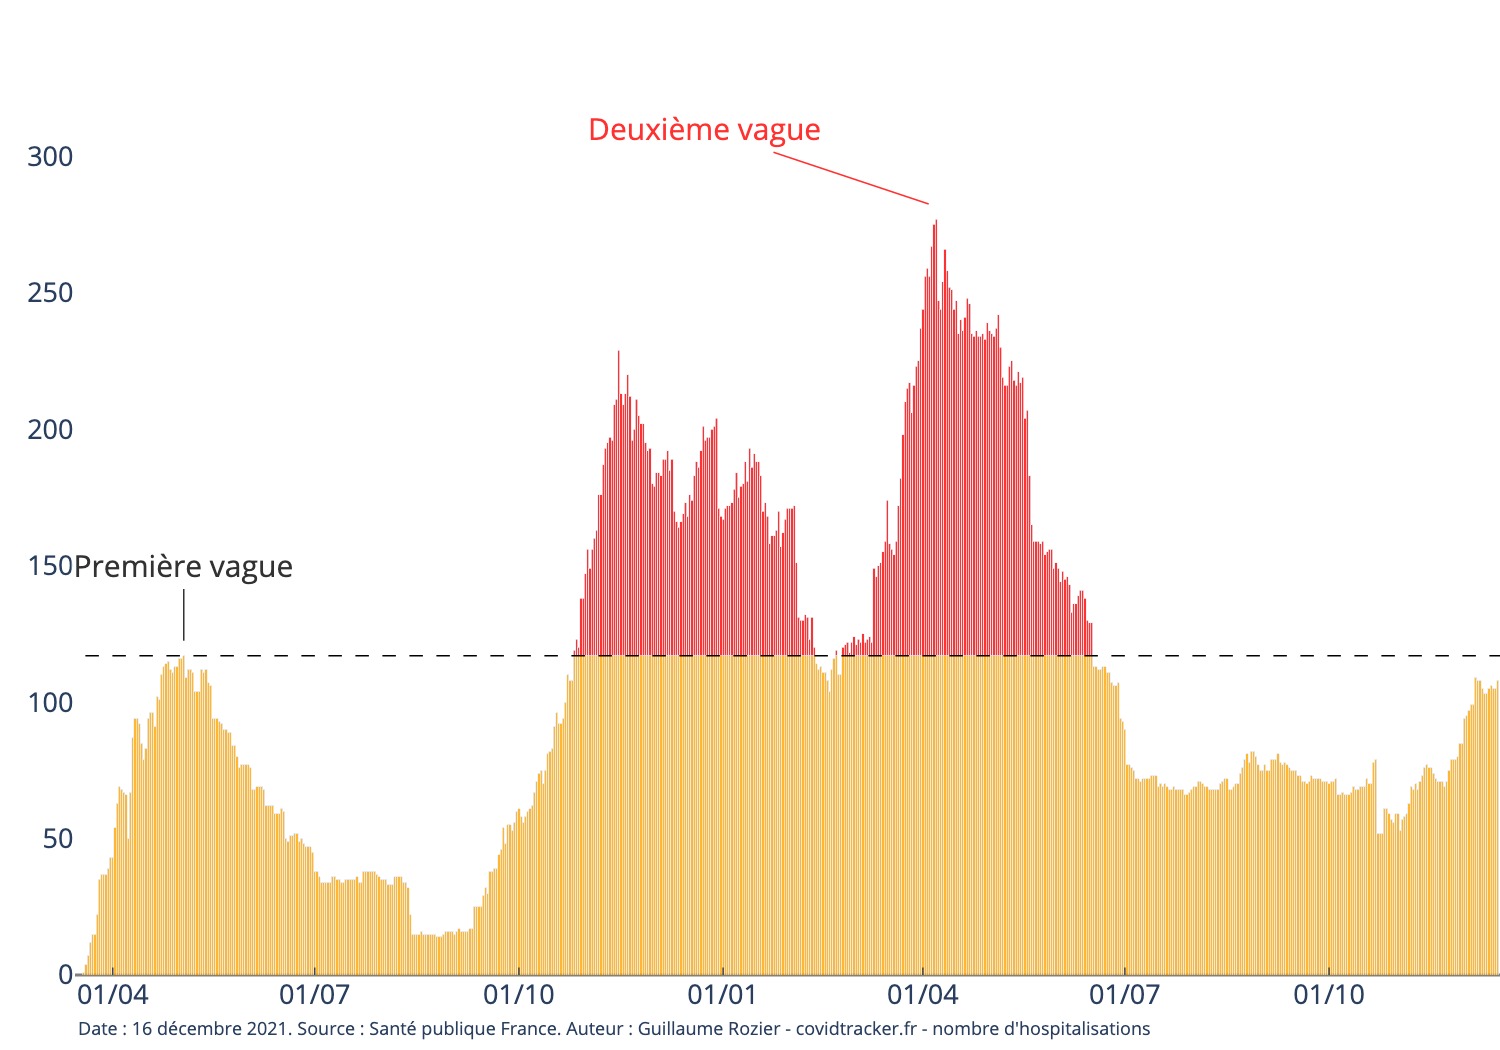 Deuxième vague
300
250
200
150
Première vague
100
50
0
01/04 01/07 01/10 01/01 01/04 01/07 01/10
Date : 16 décembre 2021. Source : Santé publique France. Auteur : Guillaume Rozier - covidtracker.fr - nombre d'hospitalisations